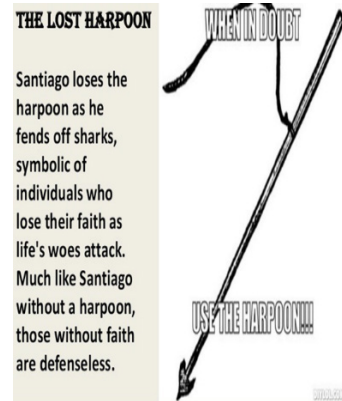 THE LOST HARPOON
Santiago loses the
harpoon as he
fends off sharks,
symbolic of
individuals who
lose their faith as
life's woes attack.
Much like Santiago
without a harpoon,
those without faith
are defenseless.
WHEN IN DOUBT
USE THE HARPOON!!!